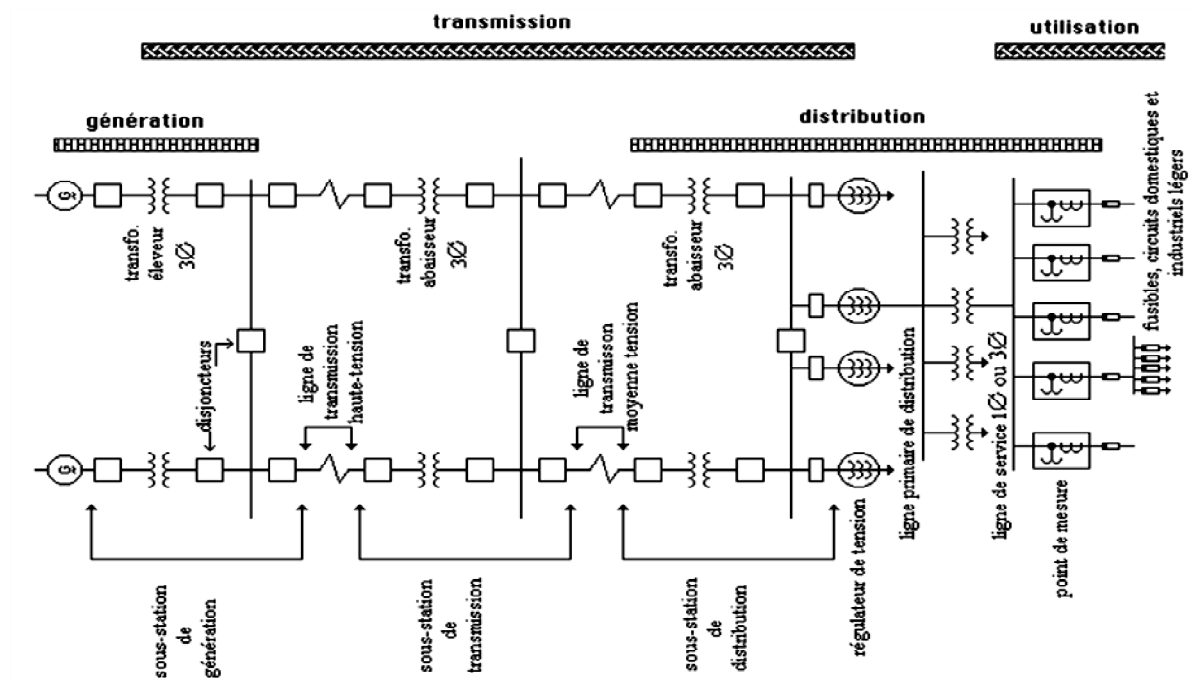 transmission
utilisation
génération
distribution
G
transfo.
éleveur
3Ø
transfo.
abaisseur
3Ø
transfo.
abaisseur
3Ø
disjoncteurs
ligne de
transmission
haute-tension
ligne de
transmisson
moyenne tension
G
sous-station
de
génération
sous-station
de
transmission
sous-station
de
distribution
régulateur de tension
ligne primaire de distribution
ligne de service 1Ø ou 3Ø
point de mesure
fusibles, circuits domestiques et
industriels légers